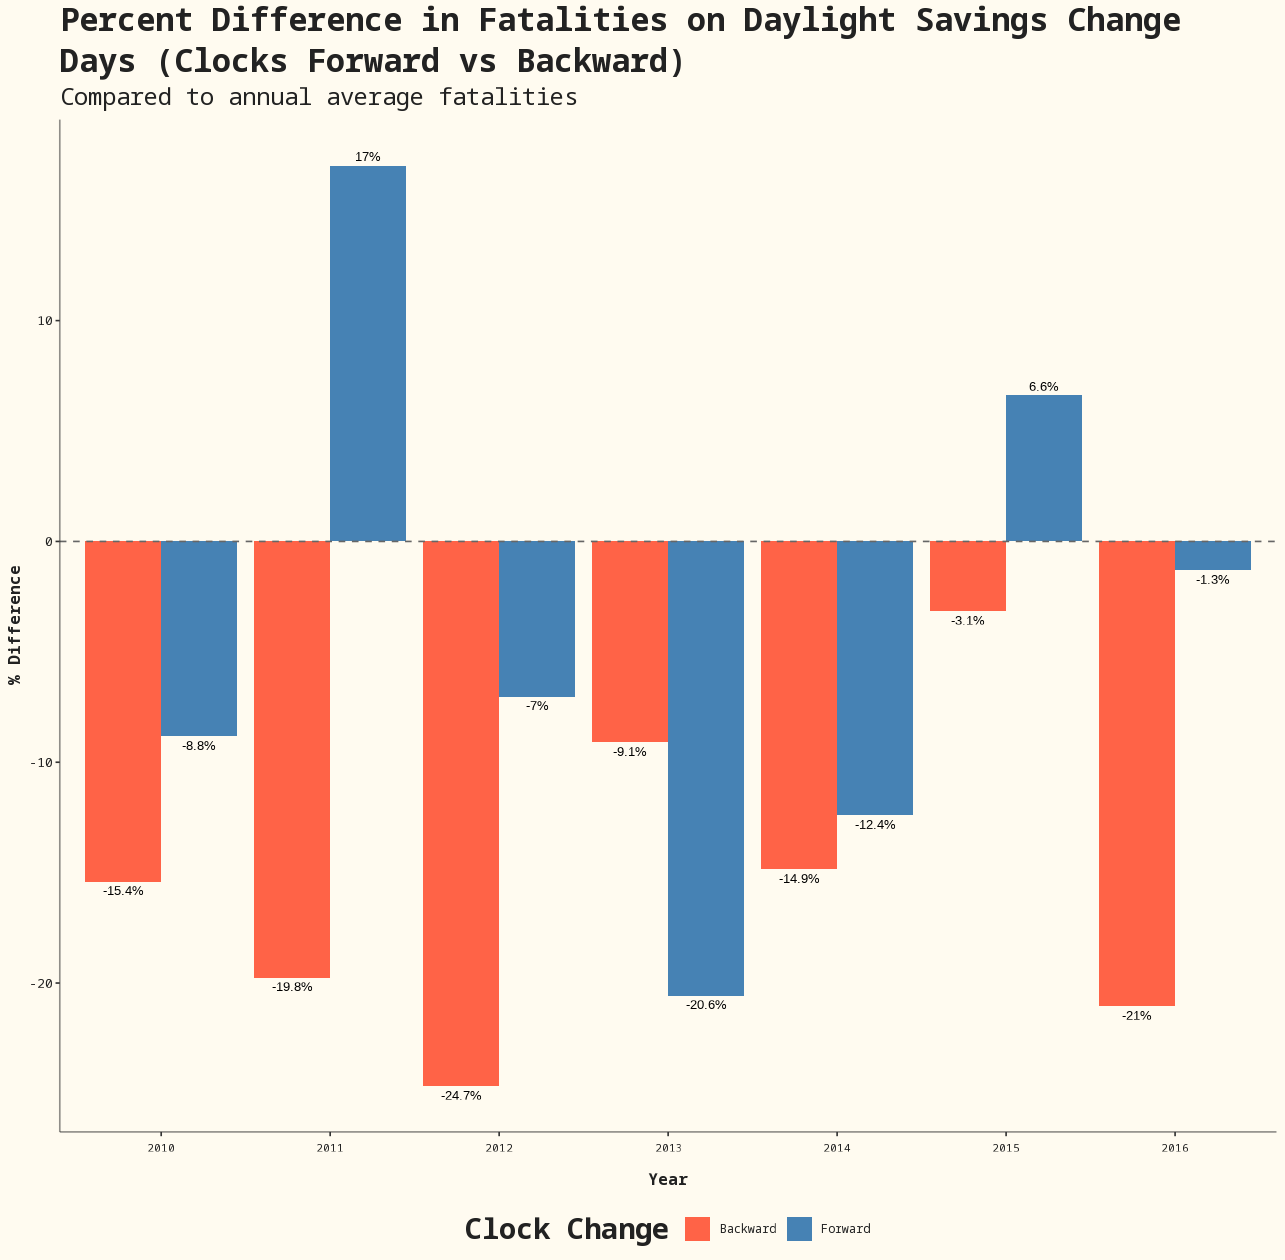 Percent Difference in Fatalities on Daylight Savings Change
Days (Clocks Forward vs Backward)
Compared to annual average fatalities
17%
10
6.6%
0
-1.3%
-3.1%
% Difference
-7%
-8.8%
-9.1%
-10
-12.4%
-14.9%
-15.4%
-20
-19.8%
-20.6%
-21%
-24.7%
2010 2011 2012 2013 2014 2015 2016
Year
Clock Change Backward Forward